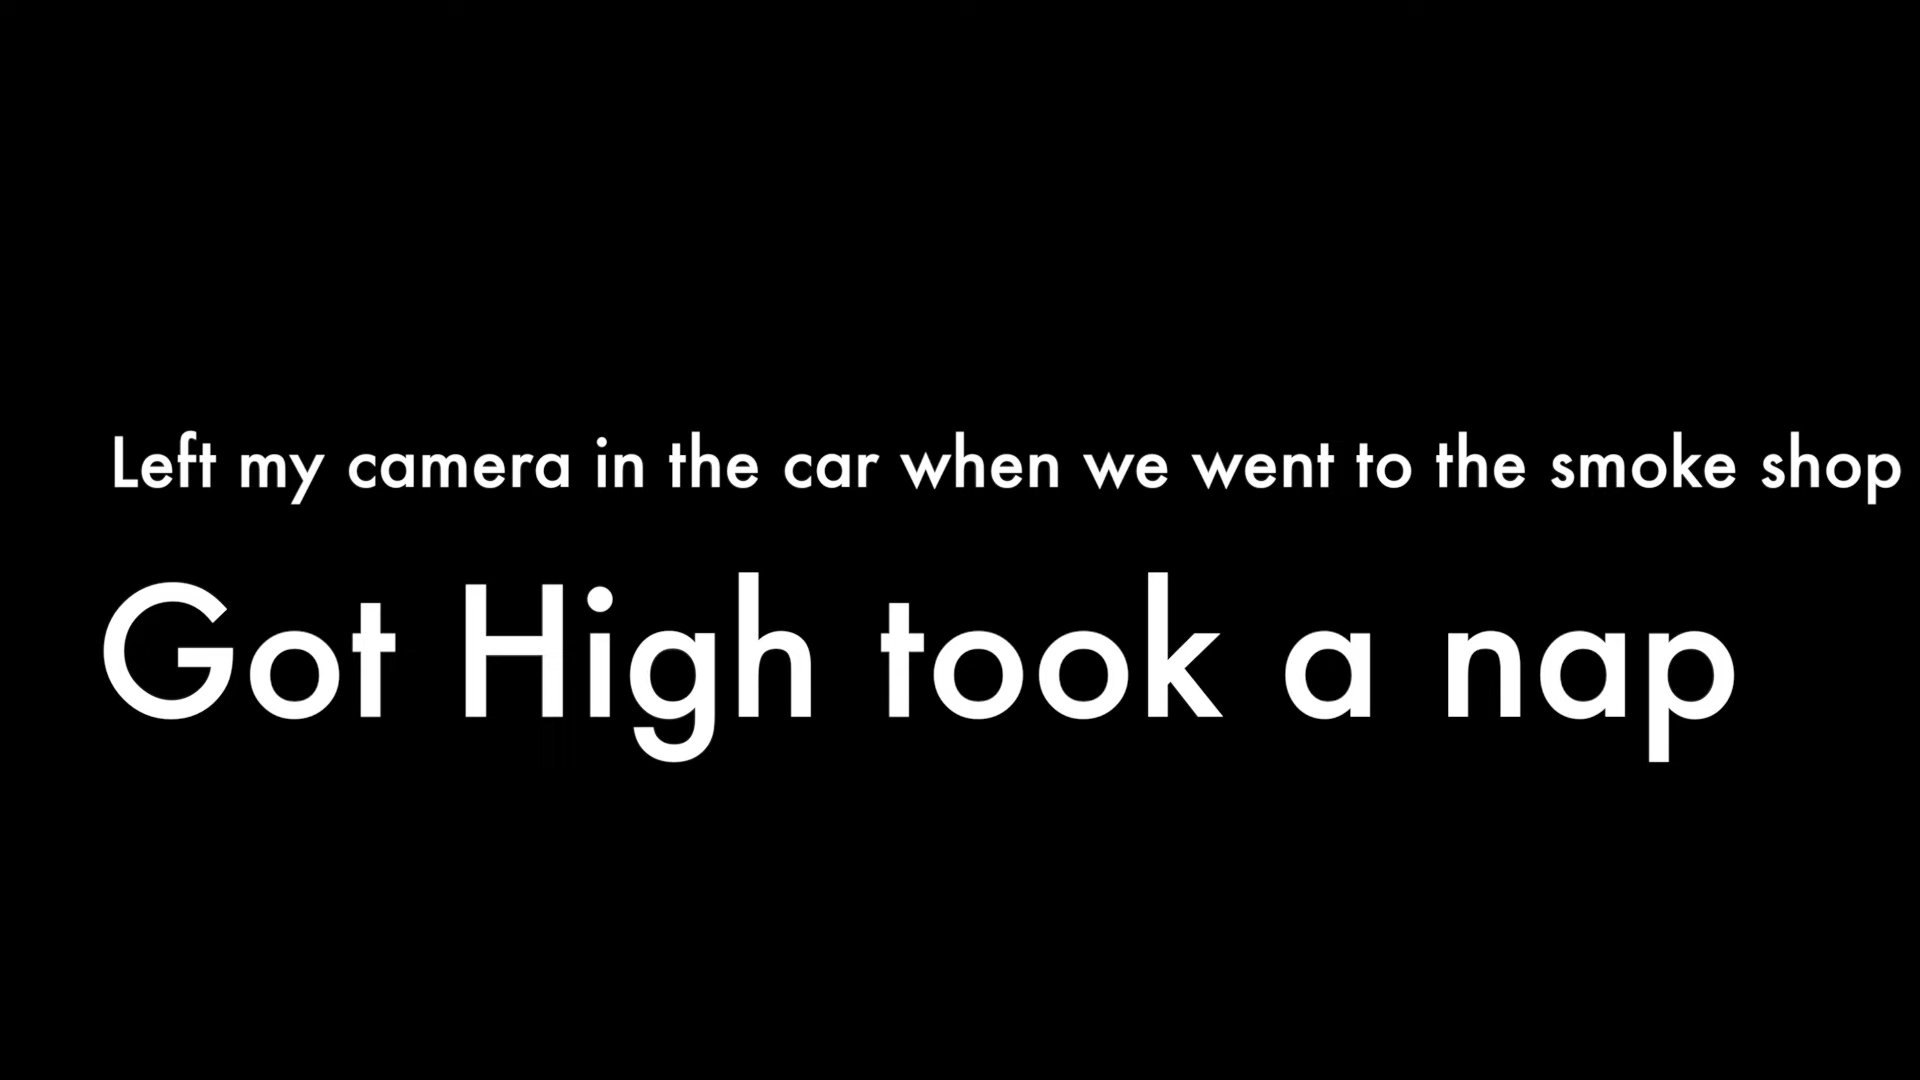 Left my camera in the car when we went to the smoke shop
Got High took a nap